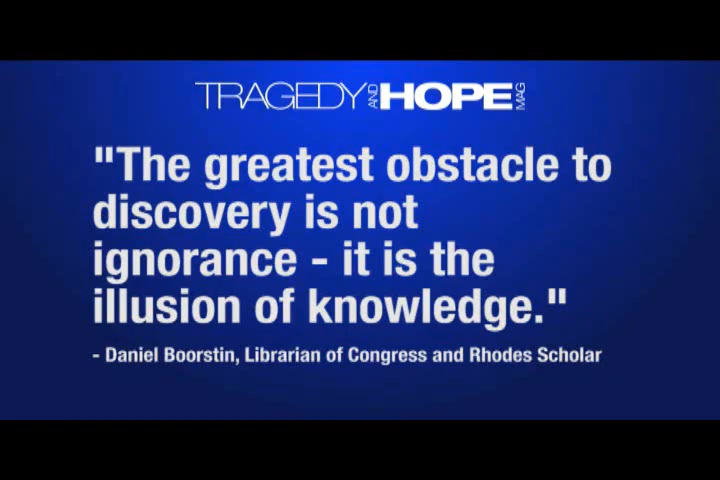 TRAGEDY AND HOPE MAG
"The greatest obstacle to
discovery is not
ignorance - it is the
illusion of knowledge."
- Daniel Boorstin, Librarian of Congress and Rhodes Scholar